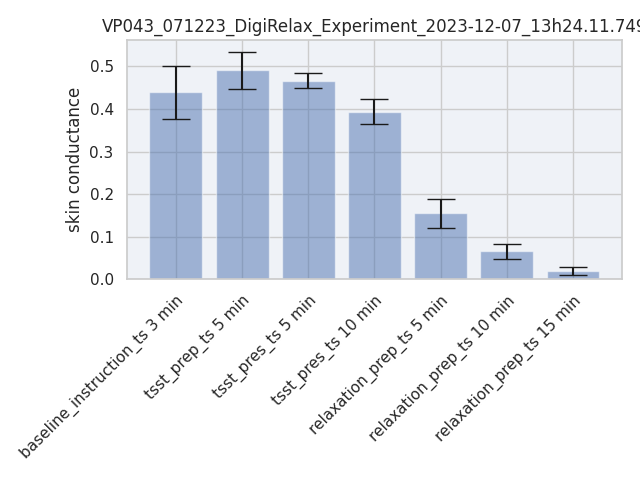 VP043_071223_DigiRelax_Experiment_2023-12-07_13h24.11.749
skin conductance
0.5
0.4
0.3
0.2
0.1
0.0
baseline_instruction_ts 3 min
tsst_prep_ts 5 min
tsst_pres_ts 5 min
tsst_pres_ts 10 min
relaxation_prep_ts 5 min
relaxation_prep_ts 10 min
relaxation_prep_ts 15 min